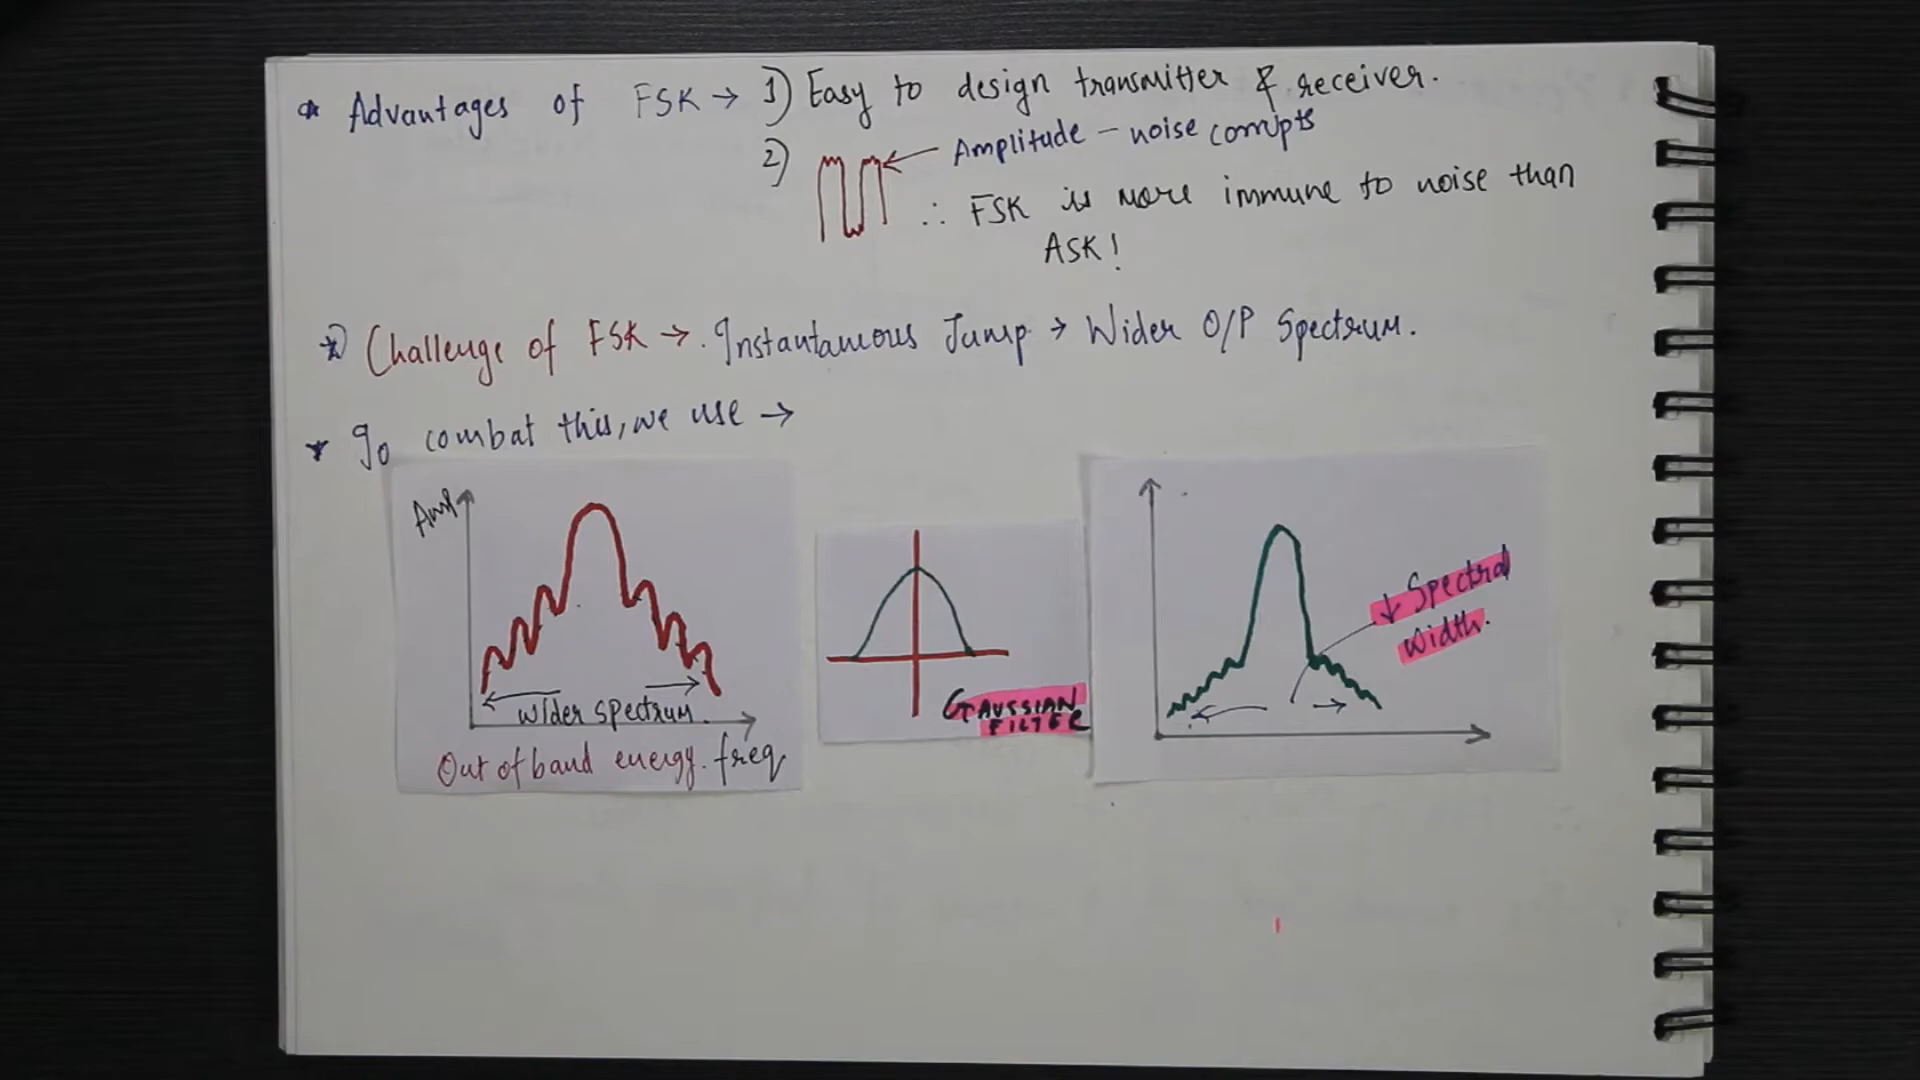 * Advantages of FSK → 1) Easy to design transmitter & receiver.
2) Amplitude - noise corrupts
∴ FSK is more immune to noise than
ASK!
* Challenge of FSK → Instantaneous Jump → Wider O/P Spectrum.
* To combat this, we use →
Amp
wider spectrum.
Out of band energy. freq
GAUSSIAN
FILTER
↓ Spectral
width.